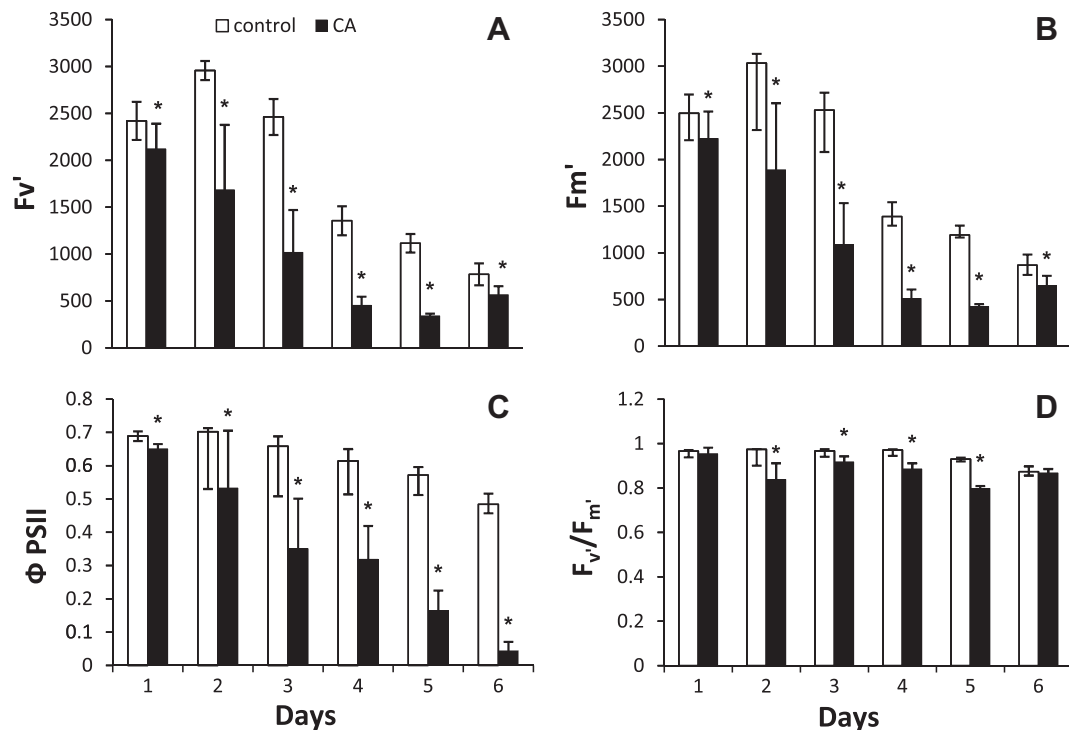 control CA
A
Fv'
3500
3000
2500
2000
1500
1000
500
0
* * * * * *
B
Fm'
3500
3000
2500
2000
1500
1000
500
0
* * * * * *
C
Φ PSII
0.8
0.7
0.6
0.5
0.4
0.3
0.2
0.1
0
* * * * * *
1 2 3 4 5 6
Days
D
Fv'/Fm'
1.2
1
0.8
0.6
0.4
0.2
0
* * * *
1 2 3 4 5 6
Days